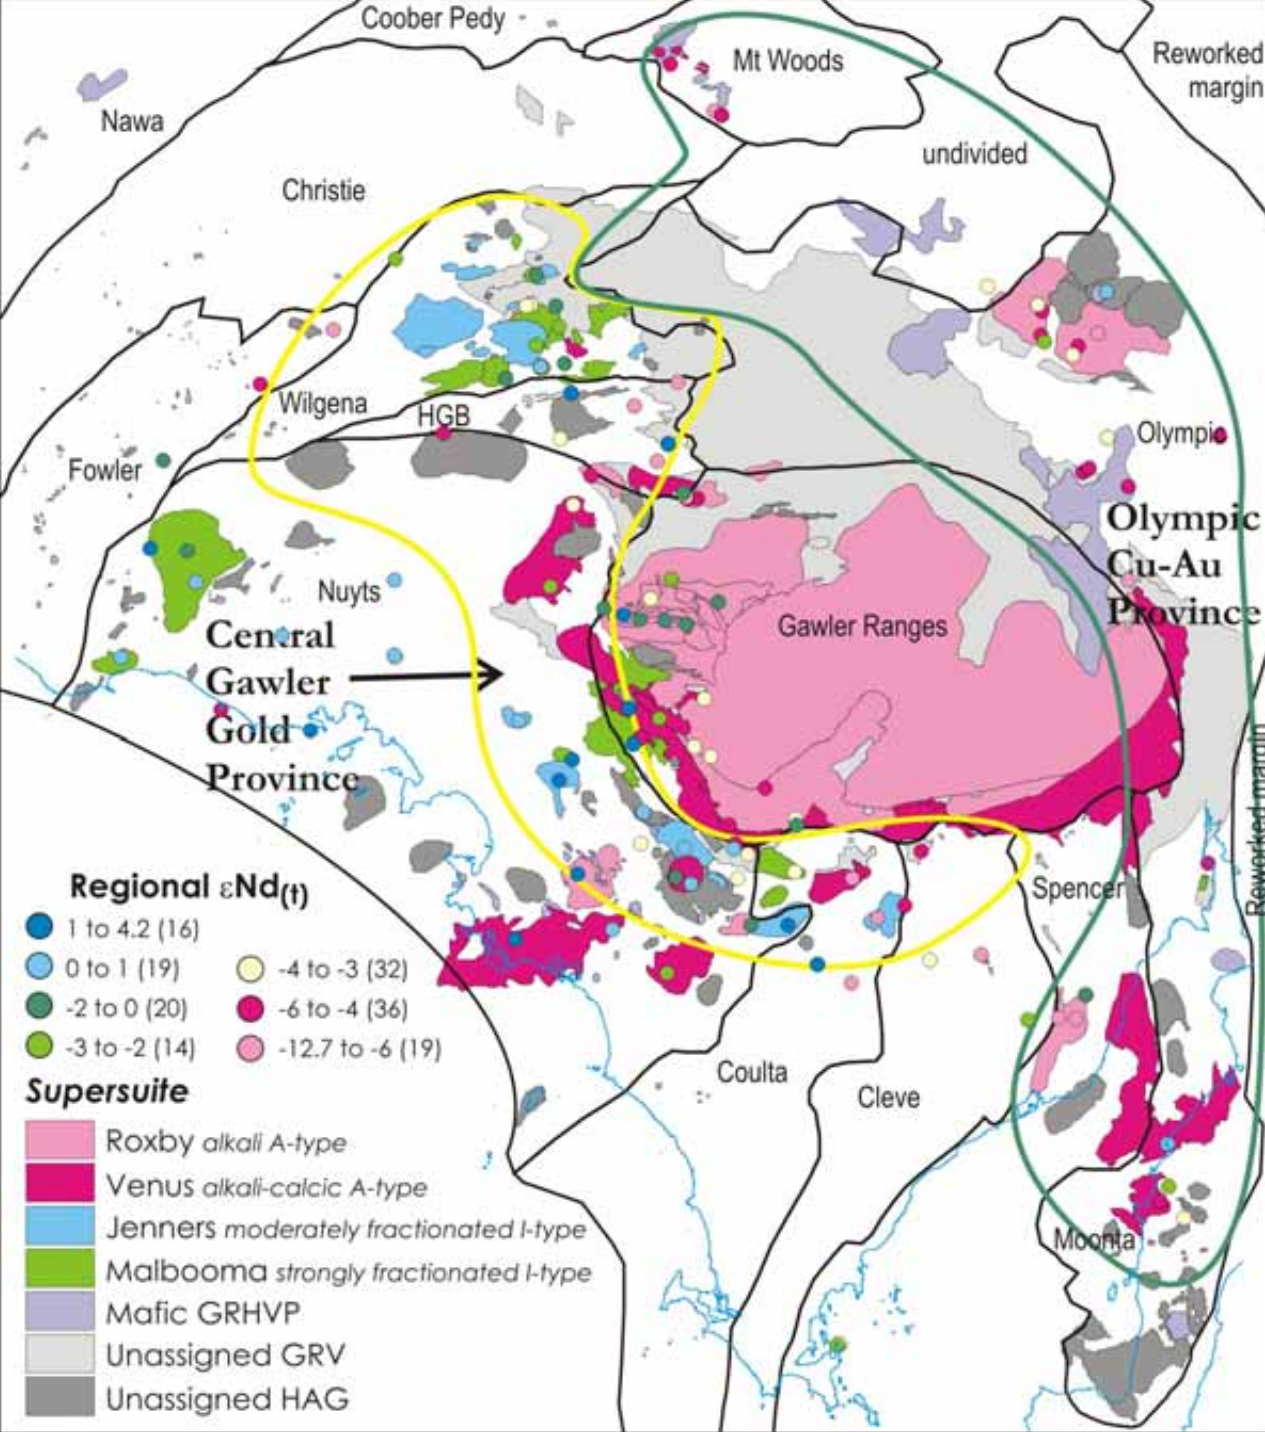 Coober Pedy
Mt Woods
Reworked
margin
Nawa
undivided
Christie
Wilgena
HGB
Olympic
Fowler
Olympic
Cu-Au
Province
Nuyts
Gawler Ranges
Central
Gawler
Gold
Province
Reworked margin
Spencer
Regional εNd(t)
1 to 4.2 (16)
0 to 1 (19)
-2 to 0 (20)
-3 to -2 (14)
-4 to -3 (32)
-6 to -4 (36)
-12.7 to -6 (19)
Coulta
Cleve
Moonta
Supersuite
Roxby alkali A-type
Venus alkali-calcic A-type
Jenners moderately fractionated I-type
Malbooma strongly fractionated I-type
Mafic GRHVP
Unassigned GRV
Unassigned HAG